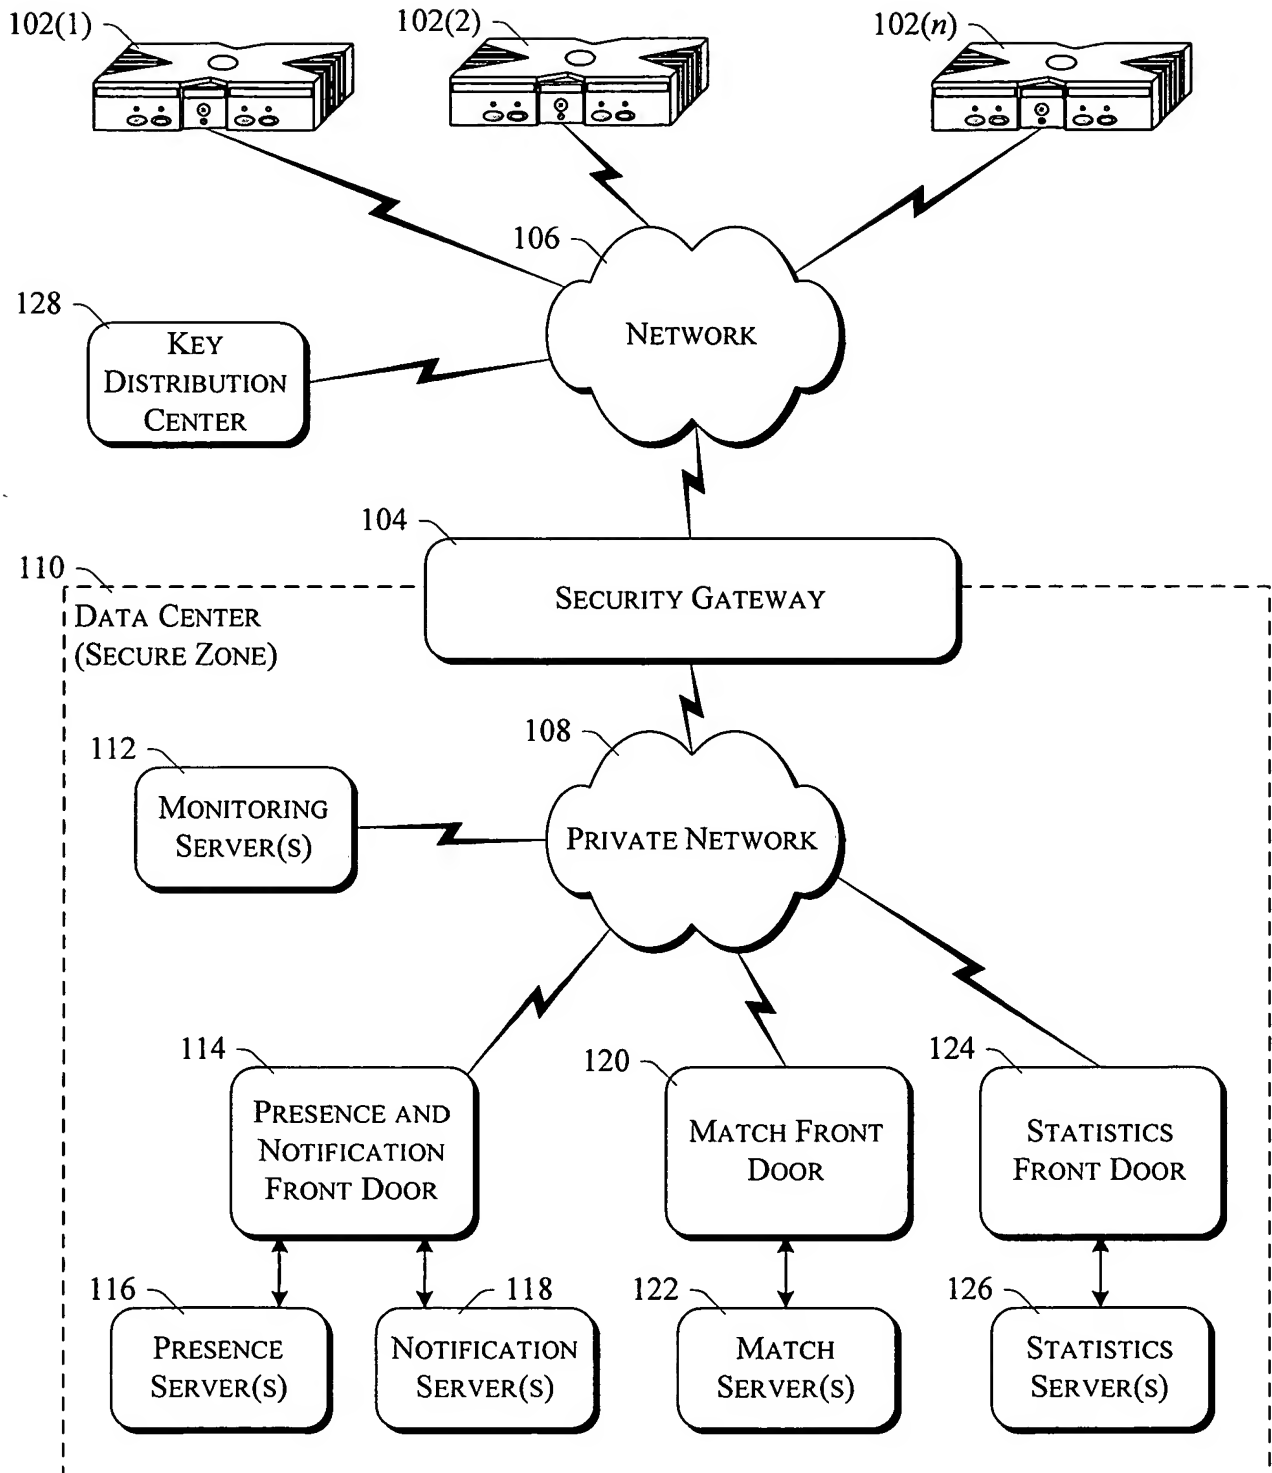 102(1)
102(2)
102(n)
106
NETWORK
128
KEY
DISTRIBUTION
CENTER
104
SECURITY GATEWAY
110
DATA CENTER
(SECURE ZONE)
108
PRIVATE NETWORK
112
MONITORING
SERVER(S)
114
PRESENCE AND
NOTIFICATION
FRONT DOOR
120
MATCH FRONT
DOOR
124
STATISTICS
FRONT DOOR
116
PRESENCE
SERVER(S)
118
NOTIFICATION
SERVER(S)
122
MATCH
SERVER(S)
126
STATISTICS
SERVER(S)